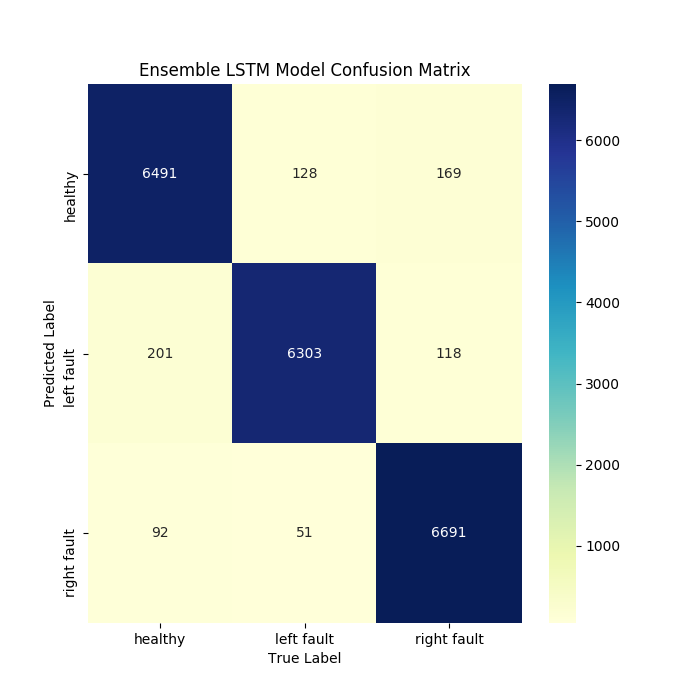 Ensemble LSTM Model Confusion Matrix
Predicted Label
healthy
left fault
right fault
6491 128 169
201 6303 118
92 51 6691
healthy left fault right fault
True Label
6000
5000
4000
3000
2000
1000